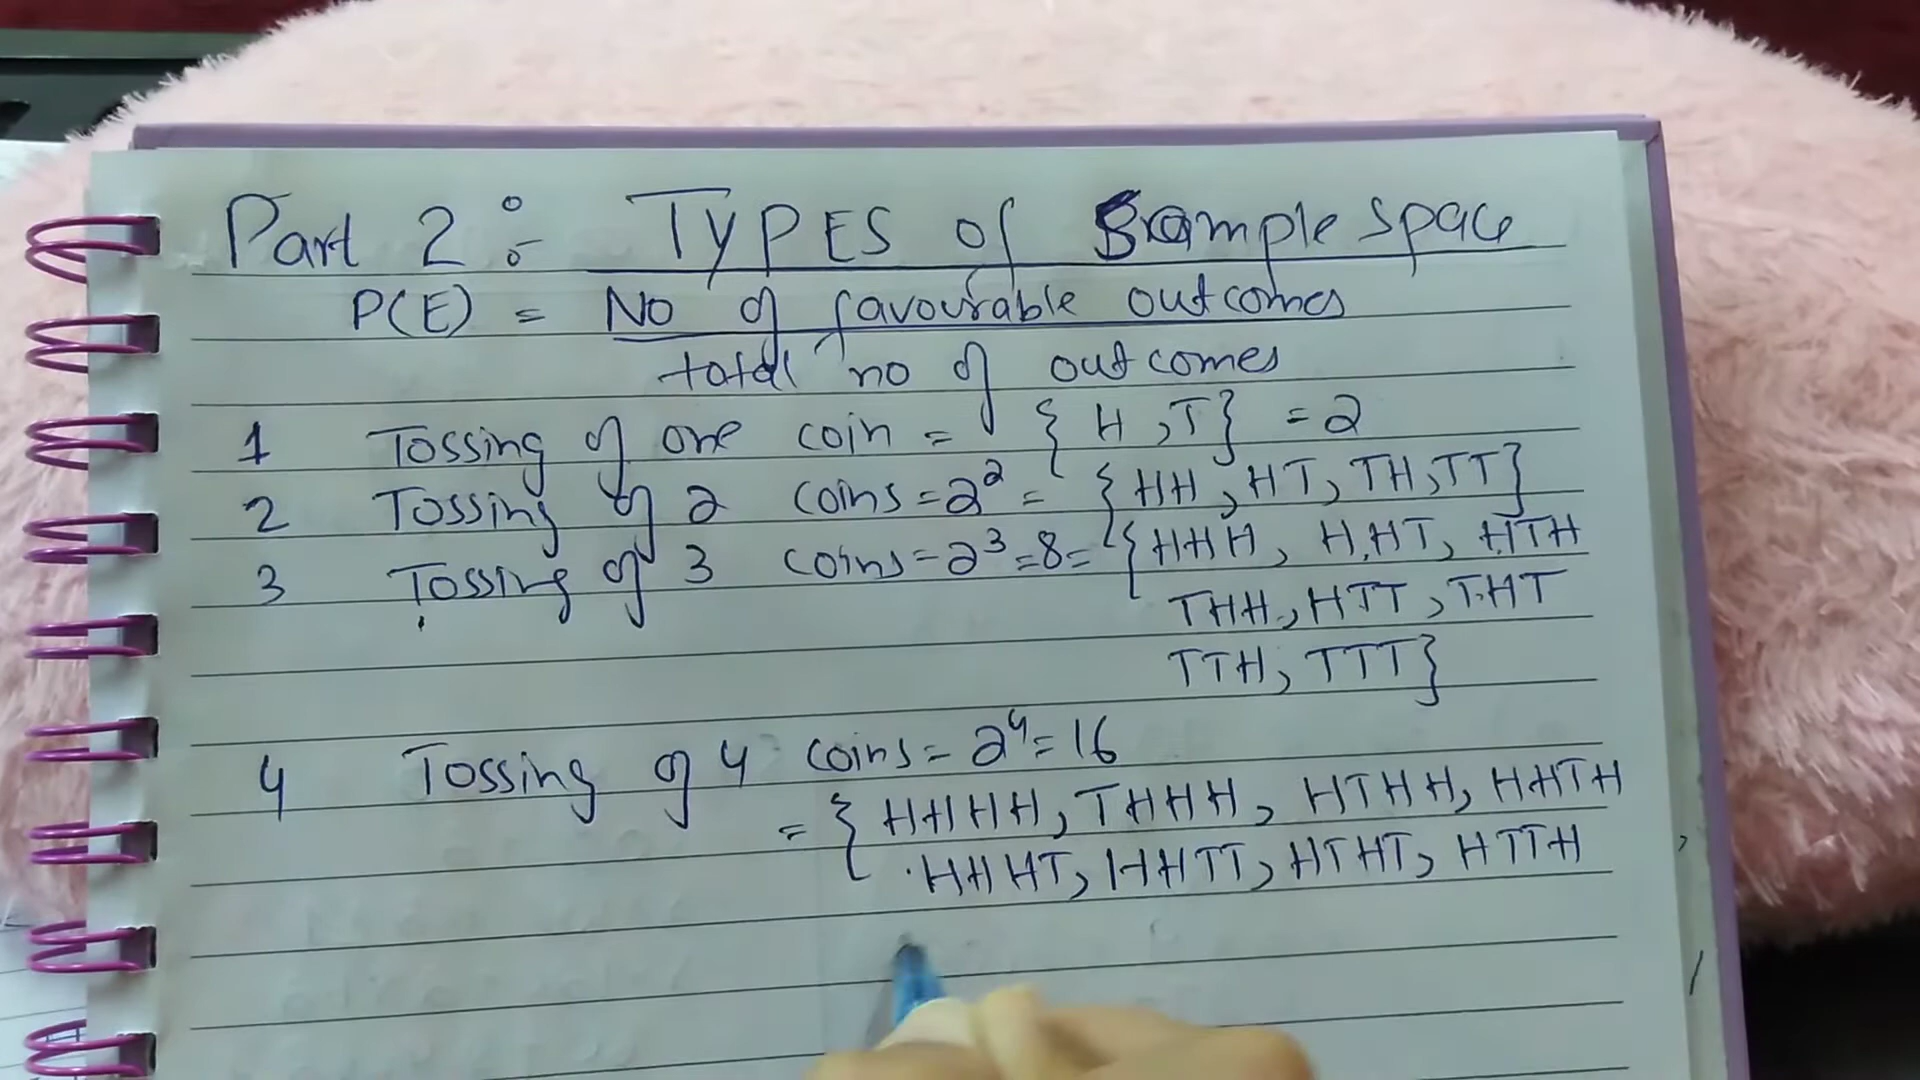 Part 2 : TYPES of Sample space
P(E) = No of favourable outcomes
total no of outcomes
1 Tossing of one coin = { H , T } = 2
2 Tossing of 2 coins = 2² = { HH , HT , TH , TT }
3 Tossing of 3 coins = 2³ = 8 = { HHH , HHT , HTH
THH , HTT , THT
TTH , TTT }
4 Tossing of 4 coins = 2⁴ = 16
= { HHHH , THHH , HTHH , HHTH
HHHT , HHTT , HTHT , HTTH